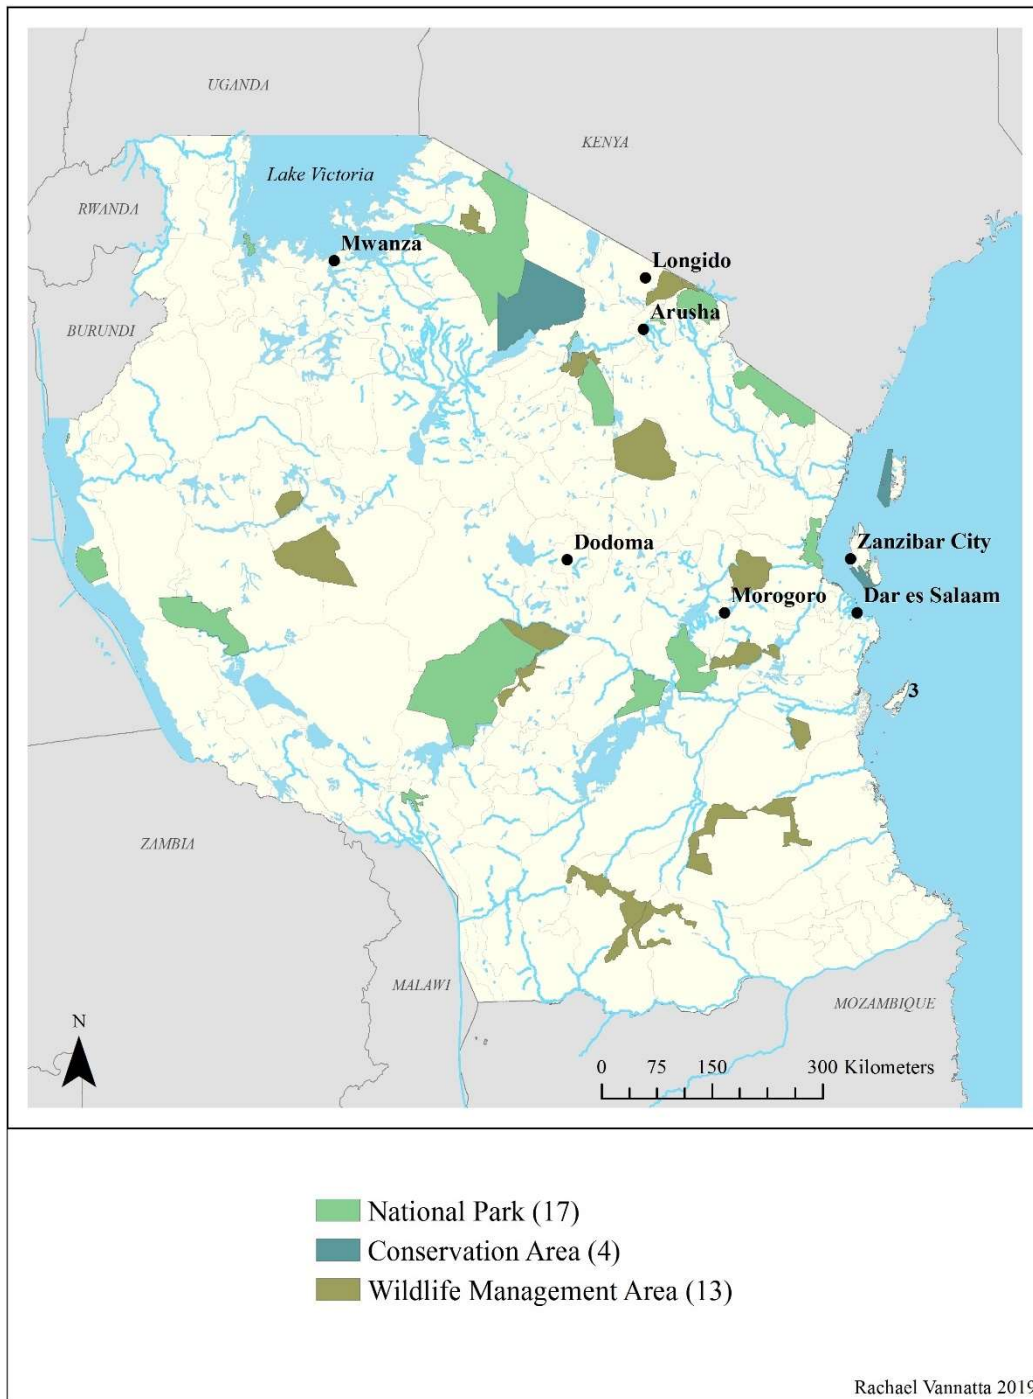 UGANDA
KENYA
Lake Victoria
RWANDA
Mwanza
Longido
BURUNDI
Arusha
Dodoma
Zanzibar City
Morogoro
Dar es Salaam
3
ZAMBIA
MALAWI
MOZAMBIQUE
N
0 75 150 300 Kilometers
National Park (17)
Conservation Area (4)
Wildlife Management Area (13)
Rachael Vannatta 2019